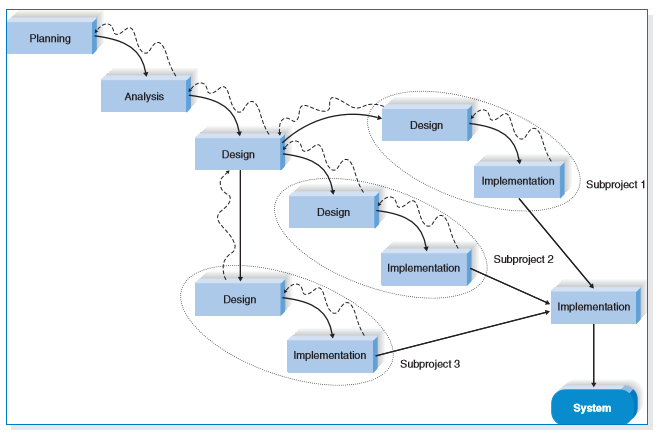 Planning
Analysis
Design
Design
Implementation
Subproject 1
Design
Implementation
Subproject 2
Design
Implementation
Subproject 3
Implementation
System